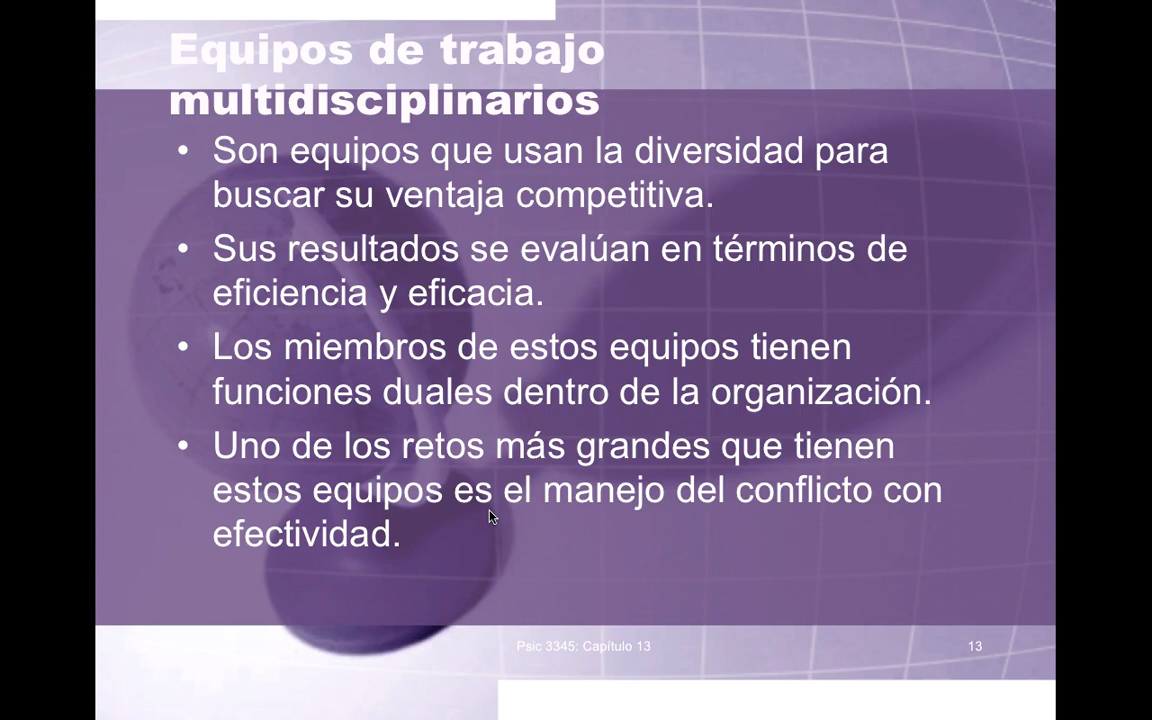 Equipos de trabajo
multidisciplinarios
• Son equipos que usan la diversidad para
buscar su ventaja competitiva.
• Sus resultados se evalúan en términos de
eficiencia y eficacia.
• Los miembros de estos equipos tienen
funciones duales dentro de la organización.
• Uno de los retos más grandes que tienen
estos equipos es el manejo del conflicto con
efectividad.
Psic 3345: Capítulo 13
13